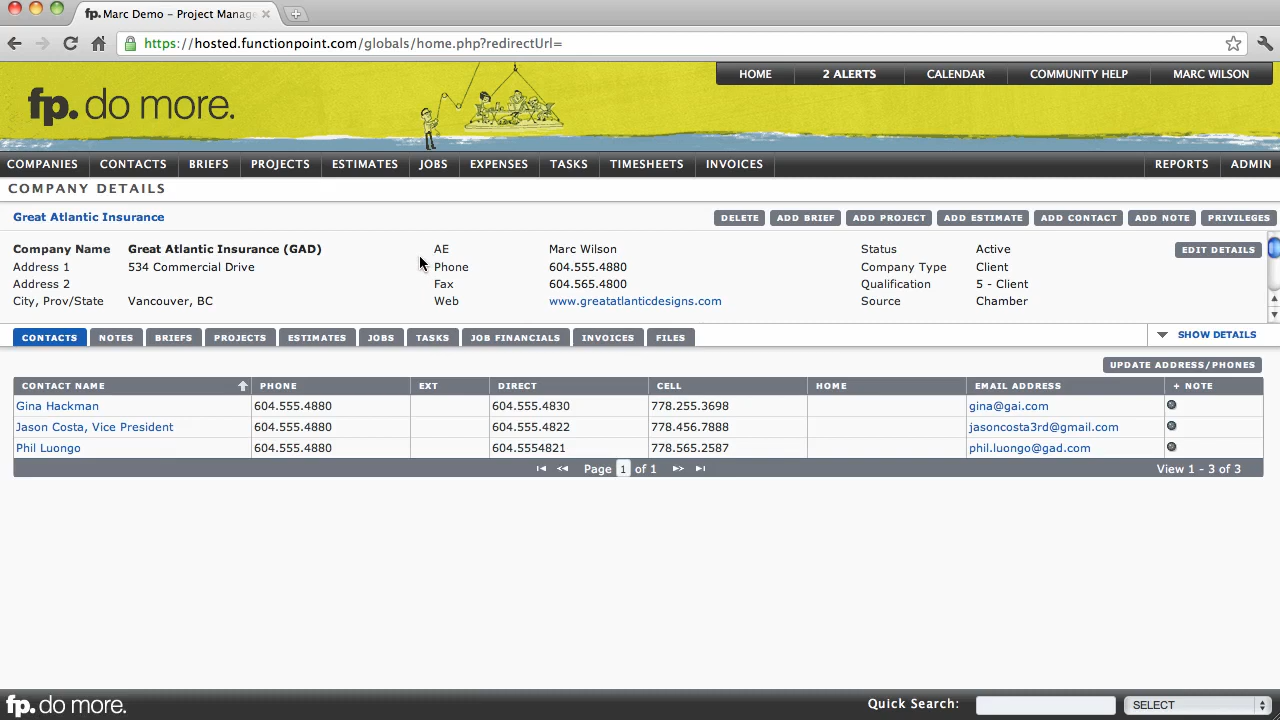 fp. Marc Demo - Project Manag
https://hosted.functionpoint.com/globals/home.php?redirectUrl=
HOME 2 ALERTS CALENDAR COMMUNITY HELP MARC WILSON
fp. do more.
COMPANIES CONTACTS BRIEFS PROJECTS ESTIMATES JOBS EXPENSES TASKS TIMESHEETS INVOICES REPORTS ADMIN
COMPANY DETAILS
Great Atlantic Insurance DELETE ADD BRIEF ADD PROJECT ADD ESTIMATE ADD CONTACT ADD NOTE PRIVILEGES
Company Name Great Atlantic Insurance (GAD) AE Marc Wilson Status Active EDIT DETAILS
Address 1 534 Commercial Drive Phone 604.555.4880 Company Type Client
Address 2 Fax 604.565.4800 Qualification 5 - Client
City, Prov/State Vancouver, BC Web www.greatatlanticdesigns.com Source Chamber
CONTACTS NOTES BRIEFS PROJECTS ESTIMATES JOBS TASKS JOB FINANCIALS INVOICES FILES SHOW DETAILS
UPDATE ADDRESS/PHONES
CONTACT NAME PHONE EXT DIRECT CELL HOME EMAIL ADDRESS + NOTE
Gina Hackman 604.555.4880 604.555.4830 778.255.3698 gina@gai.com
Jason Costa, Vice President 604.555.4880 604.555.4822 778.456.7888 jasoncosta3rd@gmail.com
Phil Luongo 604.555.4880 604.5554821 778.565.2587 phil.luongo@gad.com
Page 1 of 1 View 1 - 3 of 3
fp. do more. Quick Search: SELECT